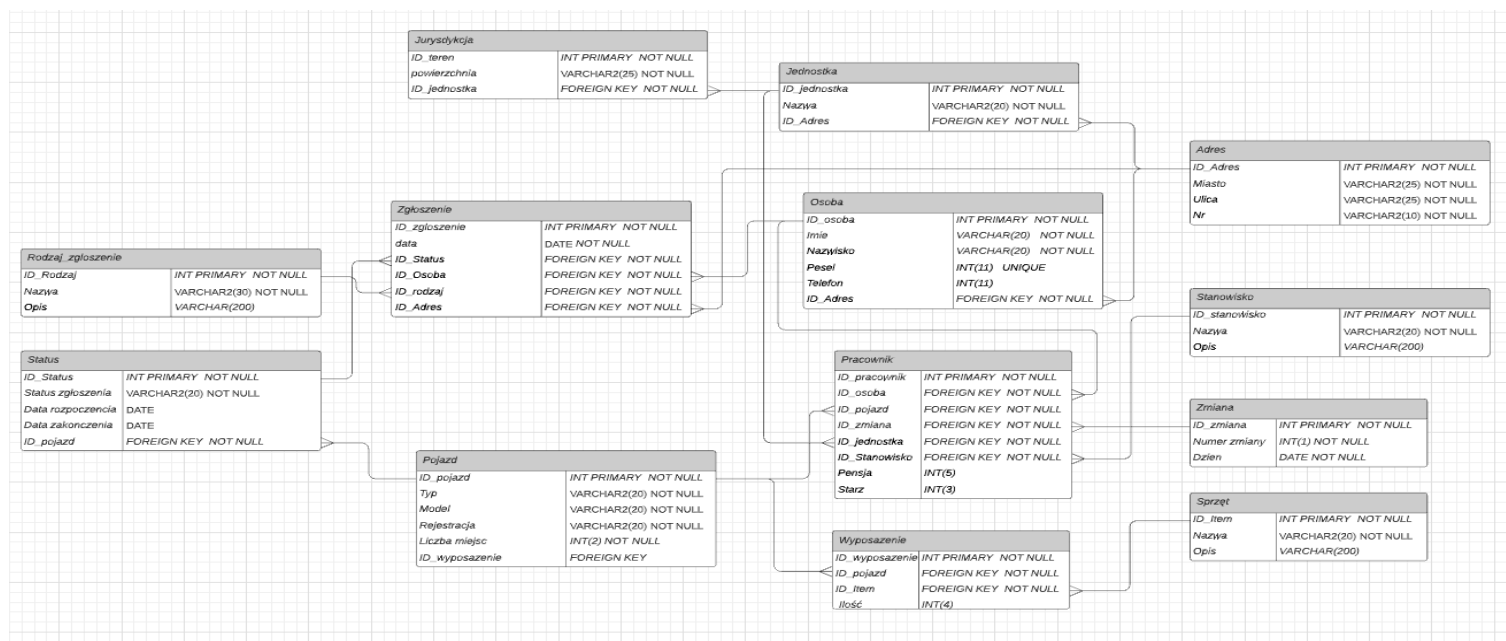 Jurysdykcja
ID_teren INT PRIMARY NOT NULL
powierzchnia VARCHAR2(25) NOT NULL
ID_jednostka FOREIGN KEY NOT NULL
Jednostka
ID_jednostka INT PRIMARY NOT NULL
Nazwa VARCHAR2(20) NOT NULL
ID_Adres FOREIGN KEY NOT NULL
Adres
ID_Adres INT PRIMARY NOT NULL
Miasto VARCHAR2(25) NOT NULL
Ulica VARCHAR2(25) NOT NULL
Nr VARCHAR2(10) NOT NULL
Zgłoszenie
ID_zgloszenie INT PRIMARY NOT NULL
data DATE NOT NULL
ID_Status FOREIGN KEY NOT NULL
ID_Osoba FOREIGN KEY NOT NULL
ID_rodzaj FOREIGN KEY NOT NULL
ID_Adres FOREIGN KEY NOT NULL
Osoba
ID_osoba INT PRIMARY NOT NULL
Imie VARCHAR(20) NOT NULL
Nazwisko VARCHAR(20) NOT NULL
Pesel INT(11) UNIQUE
Telefon INT(11)
ID_Adres FOREIGN KEY NOT NULL
Rodzaj_zgloszenie
ID_Rodzaj INT PRIMARY NOT NULL
Nazwa VARCHAR2(30) NOT NULL
Opis VARCHAR(200)
Stanowisko
ID_stanowisko INT PRIMARY NOT NULL
Nazwa VARCHAR2(20) NOT NULL
Opis VARCHAR(200)
Status
ID_Status INT PRIMARY NOT NULL
Status zgłoszenia VARCHAR2(20) NOT NULL
Data rozpoczencia DATE
Data zakonczenia DATE
ID_pojazd FOREIGN KEY NOT NULL
Pracownik
ID_pracownik INT PRIMARY NOT NULL
ID_osoba FOREIGN KEY NOT NULL
ID_pojazd FOREIGN KEY NOT NULL
ID_zmiana FOREIGN KEY NOT NULL
ID_jednostka FOREIGN KEY NOT NULL
ID_Stanowisko FOREIGN KEY NOT NULL
Pensja INT(5)
Starz INT(3)
Zmiana
ID_zmiana INT PRIMARY NOT NULL
Numer zmiany INT(1) NOT NULL
Dzien DATE NOT NULL
Pojazd
ID_pojazd INT PRIMARY NOT NULL
Typ VARCHAR2(20) NOT NULL
Model VARCHAR2(20) NOT NULL
Rejestracja VARCHAR2(20) NOT NULL
Liczba miejsc INT(2) NOT NULL
ID_wyposazenie FOREIGN KEY
Sprzęt
ID_Item INT PRIMARY NOT NULL
Nazwa VARCHAR2(20) NOT NULL
Opis VARCHAR(200)
Wyposazenie
ID_wyposazenie INT PRIMARY NOT NULL
ID_pojazd FOREIGN KEY NOT NULL
ID_Item FOREIGN KEY NOT NULL
Ilość INT(4)